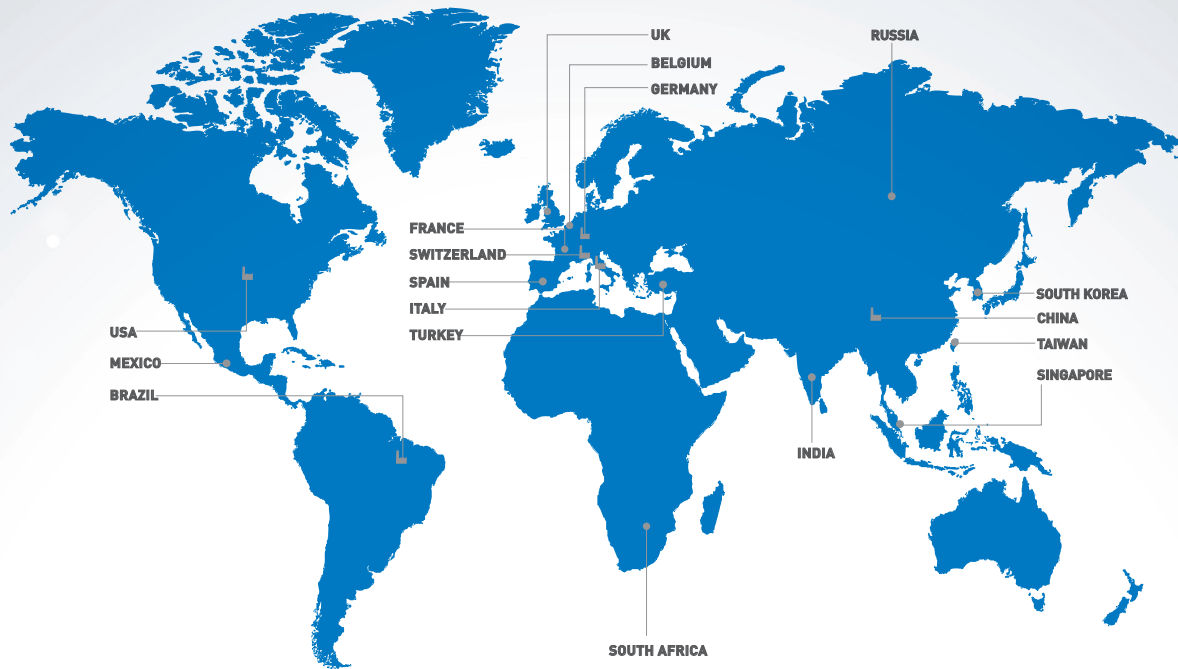 UK
BELGIUM
GERMANY
RUSSIA
FRANCE
SWITZERLAND
SPAIN
ITALY
TURKEY
USA
MEXICO
BRAZIL
SOUTH KOREA
CHINA
TAIWAN
SINGAPORE
INDIA
SOUTH AFRICA